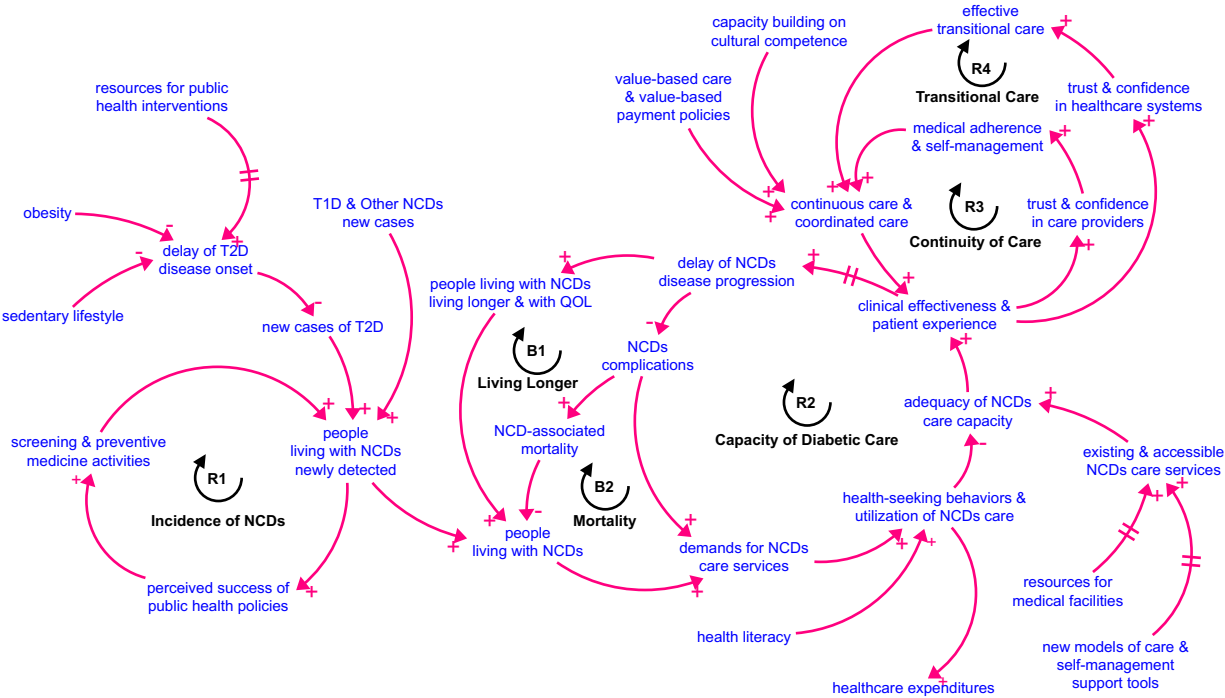 effective
transitional care
capacity building on
cultural competence
R4
Transitional Care
value-based care
& value-based
payment policies
trust & confidence
in healthcare systems
resources for public
health interventions
medical adherence
& self-management
T1D & Other NCDs
new cases
continuous care &
coordinated care
R3
Continuity of Care
trust & confidence
in care providers
obesity
delay of T2D
disease onset
delay of NCDs
disease progression
people living with NCDs
living longer & with QOL
sedentary lifestyle
new cases of T2D
clinical effectiveness &
patient experience
B1
Living Longer
NCDs
complications
R2
Capacity of Diabetic Care
adequacy of NCDs
care capacity
screening & preventive
medicine activities
people
living with NCDs
newly detected
NCD-associated
mortality
existing & accessible
NCDs care services
R1
Incidence of NCDs
B2
Mortality
health-seeking behaviors &
utilization of NCDs care
people
living with NCDs
demands for NCDs
care services
perceived success of
public health policies
resources for
medical facilities
health literacy
new models of care &
self-management
support tools
healthcare expenditures